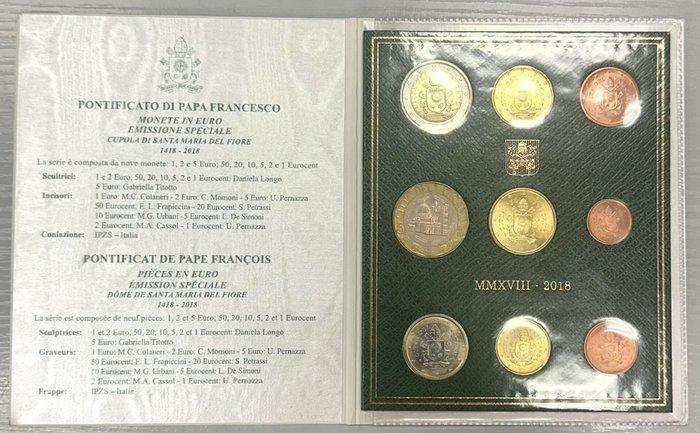 PONTIFICATO DI PAPA FRANCESCO
MONETE IN EURO
EMISSIONE SPECIALE
CUPOLA DI SANTA MARIA DEL FIORE
1418 - 2018
La serie è composta da nove monete: 1, 2 e 5 Euro; 50, 20, 10, 5, 2 e 1 Eurocent
Scultrici: 1 e 2 Euro, 50, 20, 10, 5, 2 e 1 Eurocent: Daniela Longo
5 Euro: Gabriella Titotto
Incisori: 1 Euro: M.C. Colaneri - 2 Euro: C. Momoni - 5 Euro: U. Pernazza
50 Eurocent: E. L. Frapiccini - 20 Eurocent: S. Petrassi
10 Eurocent: M.G. Urbani - 5 Eurocent: L. De Simoni
2 Eurocent: M.A. Cassol - 1 Eurocent: U. Pernazza
Coniazione: IPZS – Italia
PONTIFICAT DE PAPE FRANÇOIS
PIÈCES EN EURO
ÉMISSION SPÉCIALE
DÔME DE SANTA MARIA DEL FIORE
1418 - 2018
La série est composée de neuf pièces: 1, 2 et 5 Euro; 50, 20, 10, 5, 2 et 1 Eurocent
Sculptrices: 1 et 2 Euro, 50, 20, 10, 5, 2 et 1 Eurocent: Daniela Longo
5 Euro: Gabriella Titotto
Graveurs: 1 Euro: M.C. Colaneri - 2 Euro: C. Momoni - 5 Euro: U. Pernazza
50 Eurocent: E. L. Frapiccini - 20 Eurocent: S. Petrassi
10 Eurocent: M.G. Urbani - 5 Eurocent: L. De Simoni
2 Eurocent: M.A. Cassol - 1 Eurocent: U. Pernazza
Frappe: IPZS – Italie
MMXVIII · 2018